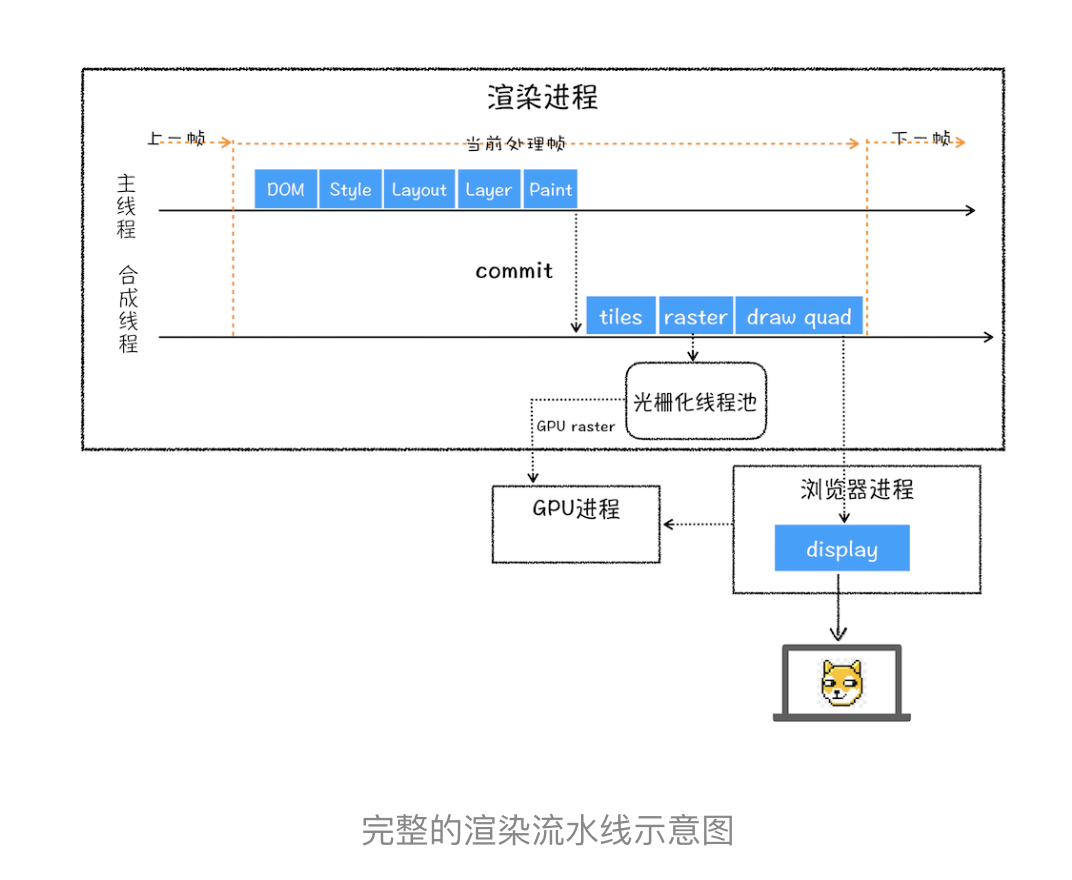 渲染进程
上一帧
当前处理帧
下一帧
主线程
DOM
Style
Layout
Layer
Paint
commit
合成线程
tiles
raster
draw quad
光栅化线程池
GPU raster
GPU进程
浏览器进程
display
完整的渲染流水线示意图